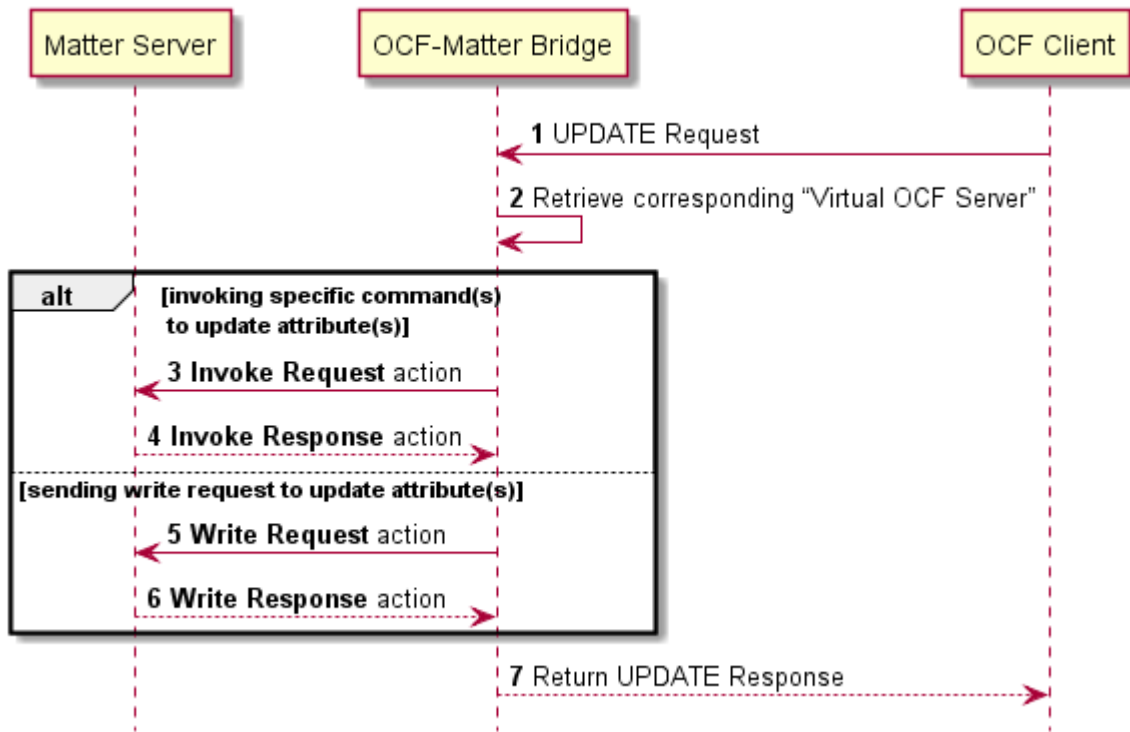 Matter Server
OCF-Matter Bridge
OCF Client
1 UPDATE Request
2 Retrieve corresponding “Virtual OCF Server”
alt
[invoking specific command(s)
to update attribute(s)]
3 Invoke Request action
4 Invoke Response action
[sending write request to update attribute(s)]
5 Write Request action
6 Write Response action
7 Return UPDATE Response